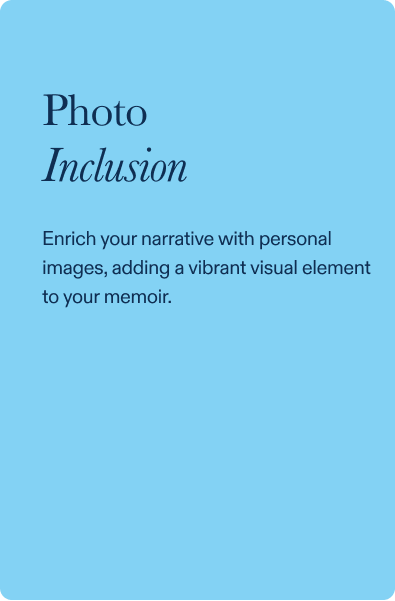 Photo
Inclusion
Enrich your narrative with personal
images, adding a vibrant visual element
to your memoir.